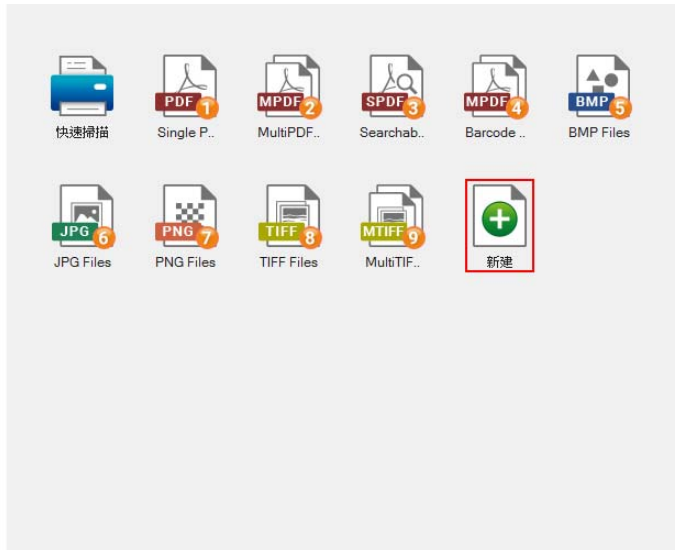 PDF 1
MPDF 2
SPDF 3
MPDF 4
BMP 5
快速掃描
Single P..
MultiPDF..
Searchab..
Barcode ..
BMP Files
JPG 6
PNG 7
TIFF 8
MTIFF 9
JPG Files
PNG Files
TIFF Files
MultiTIF..
新建